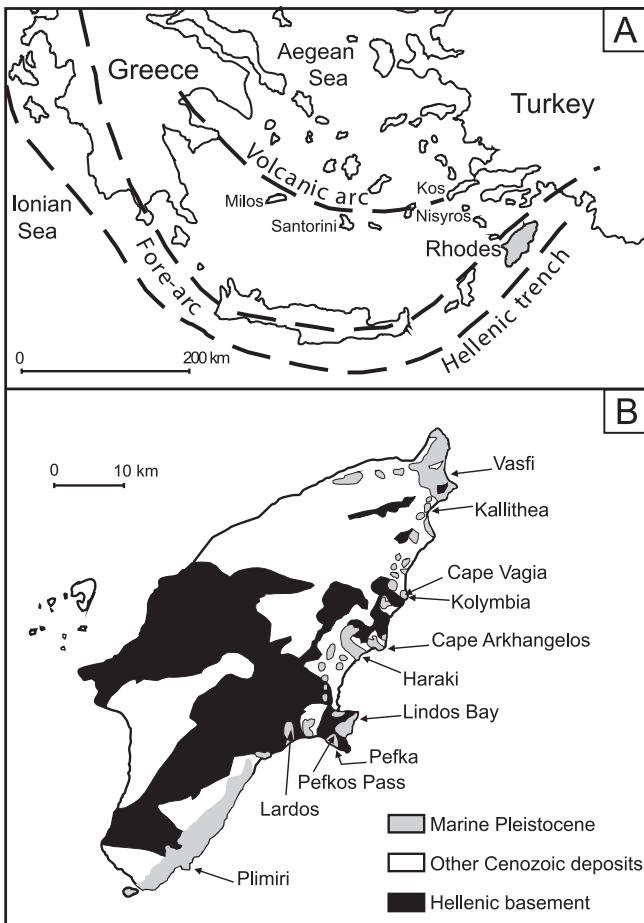 A
Greece
Aegean
Sea
Turkey
Volcanic arc
Ionian
Sea
Milos
Santorini
Kos
Nisyros
Rhodes
Fore-arc
Hellenic trench
0
200 km
B
0
10 km
Vasfi
Kallithea
Cape Vagia
Kolymbia
Cape Arkhangelos
Haraki
Lindos Bay
Pefka
Pefkos Pass
Lardos
Plimiri
Marine Pleistocene
Other Cenozoic deposits
Hellenic basement